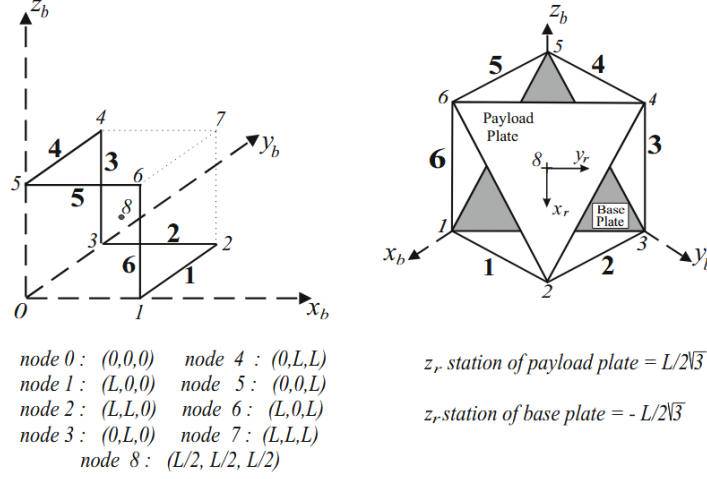 z_b
4
7
y_b
4
3
6
5
5
8
3
2
2
6
1
0
1
x_b
z_b
5
5
4
6
4
Payload
Plate
6
3
8
y_r
x_r
Base
Plate
1
3
x_b
1
2
2
y_b
node 0 : (0,0,0) node 4 : (0,L,L)
node 1 : (L,0,0) node 5 : (0,0,L)
node 2 : (L,L,0) node 6 : (L,0,L)
node 3 : (0,L,0) node 7 : (L,L,L)
node 8 : (L/2, L/2, L/2)
z_r station of payload plate = L/2√3
z_r station of base plate = - L/2√3